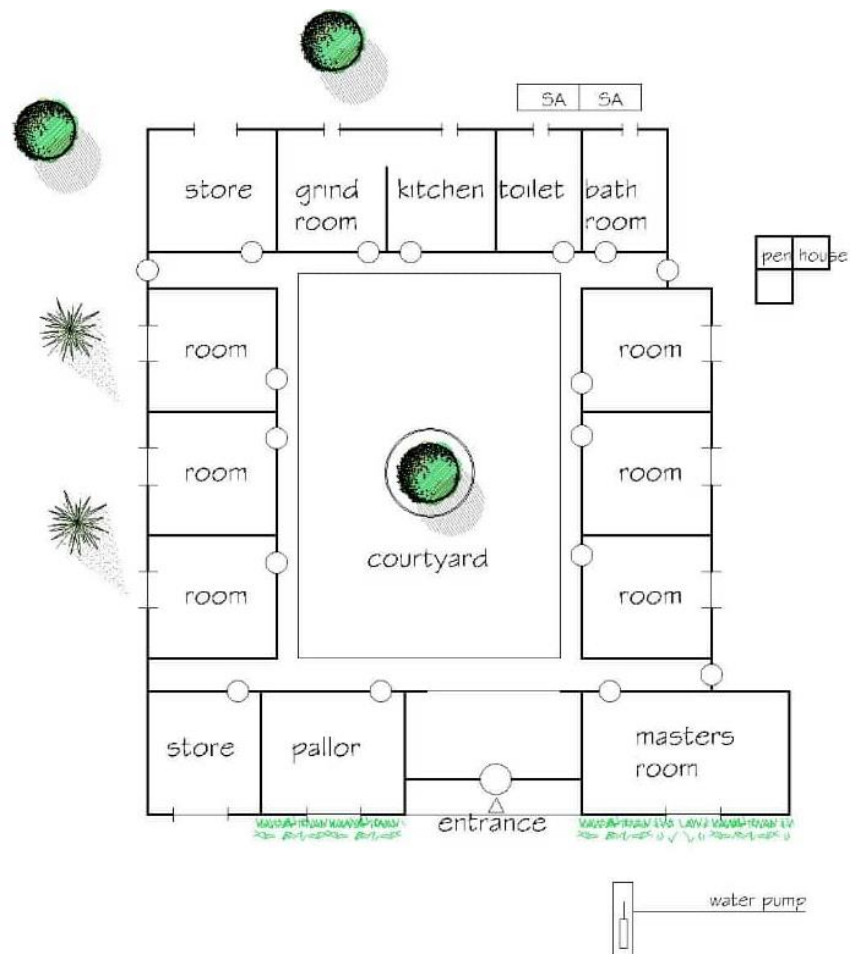 SA SA
store grind kitchen toilet bath
room room
pen house
room room
room room
courtyard
room room
store pallor masters
room
entrance
water pump